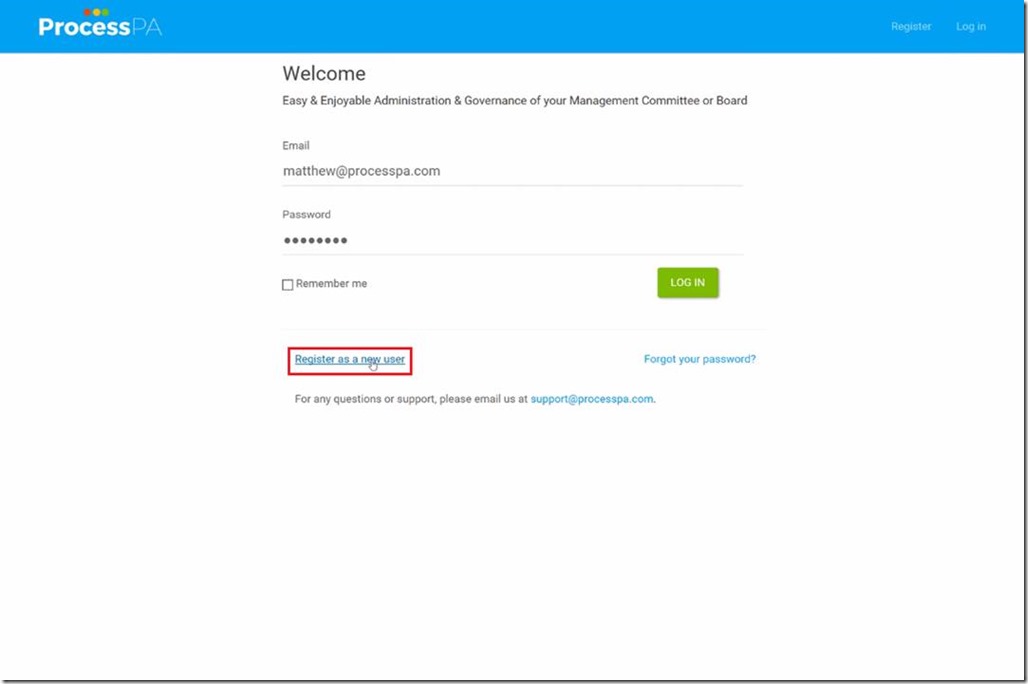 ProcessPA
Register Log in
Welcome
Easy & Enjoyable Administration & Governance of your Management Committee or Board
Email
matthew@processpa.com
Password
••••••••
Remember me
LOG IN
Register as a new user
Forgot your password?
For any questions or support, please email us at support@processpa.com.